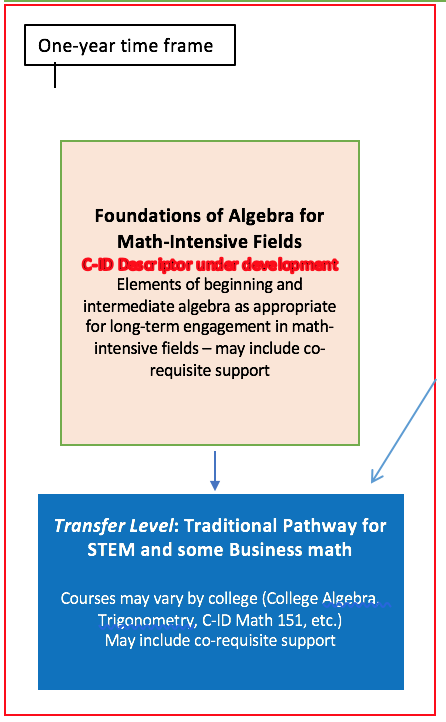 One-year time frame
Foundations of Algebra for
Math-Intensive Fields
C-ID Descriptor under development
Elements of beginning and
intermediate algebra as appropriate
for long-term engagement in math-
intensive fields – may include co-
requisite support
Transfer Level: Traditional Pathway for
STEM and some Business math
Courses may vary by college (College Algebra.
Trigonometry, C-ID Math 151, etc.)
May include co-requisite support